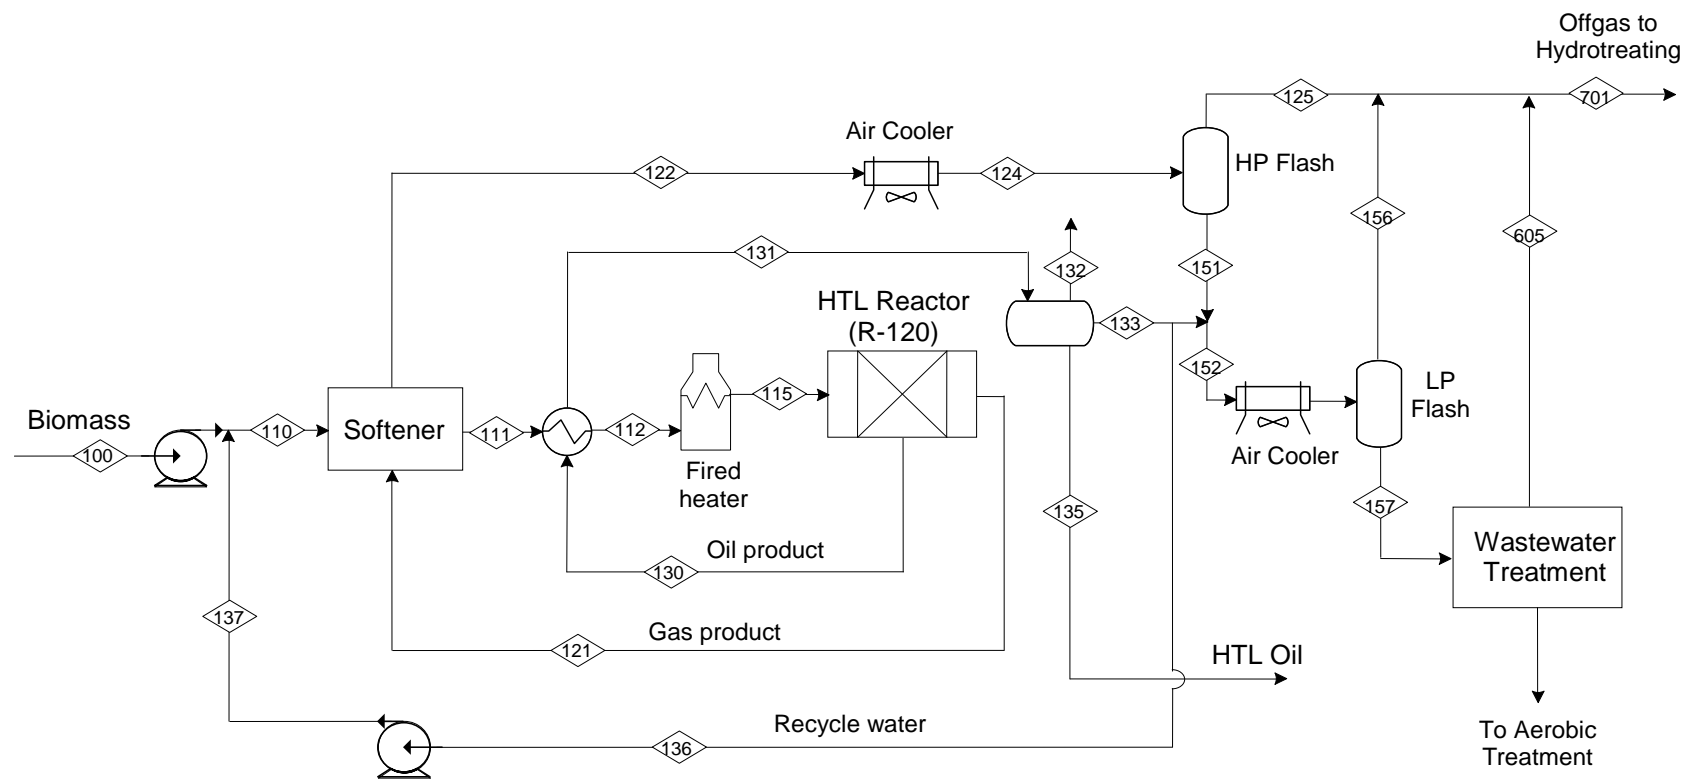 Offgas to
Hydrotreating
125
701
Air Cooler
HP Flash
122
124
156
605
131
132
151
HTL Reactor
(R-120)
133
152
LP
Flash
Biomass
100
110
Softener
111
112
115
Fired
heater
Air Cooler
135
157
Wastewater
Treatment
Oil product
130
137
Gas product
121
HTL Oil
Recycle water
136
To Aerobic
Treatment